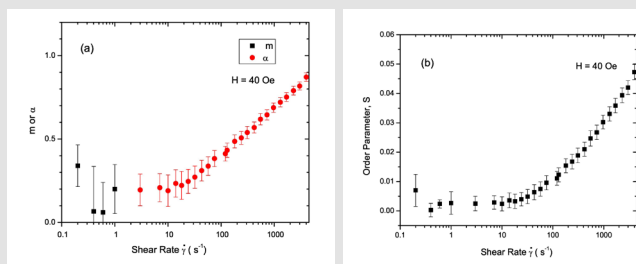 (a)
m
α
H = 40 Oe
m or α
1.0
0.5
0.0
0.1
1
10
100
1000
Shear Rate γ̇ ( s⁻¹)
(b)
H = 40 Oe
Order Parameter, S
0.06
0.05
0.04
0.03
0.02
0.01
0.00
0.1
1
10
100
1000
Shear Rate γ̇ ( s⁻¹)